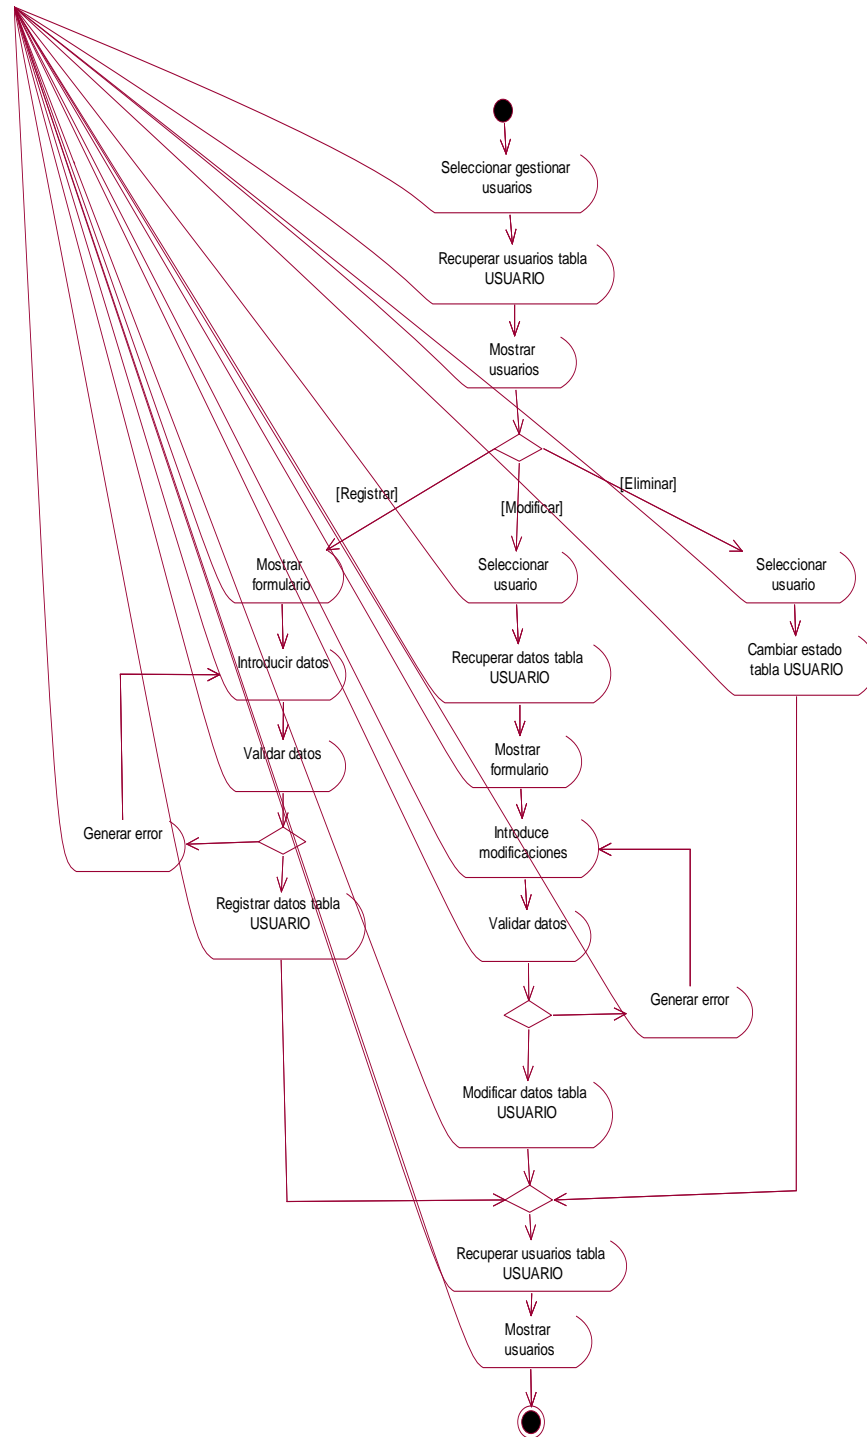 Seleccionar gestionar
usuarios
Recuperar usuarios tabla
USUARIO
Mostrar
usuarios
[Registrar]
[Modificar]
[Eliminar]
Mostrar
formulario
Introducir datos
Validar datos
Generar error
Registrar datos tabla
USUARIO
Seleccionar
usuario
Recuperar datos tabla
USUARIO
Mostrar
formulario
Introduce
modificaciones
Validar datos
Generar error
Modificar datos tabla
USUARIO
Seleccionar
usuario
Cambiar estado
tabla USUARIO
Recuperar usuarios tabla
USUARIO
Mostrar
usuarios